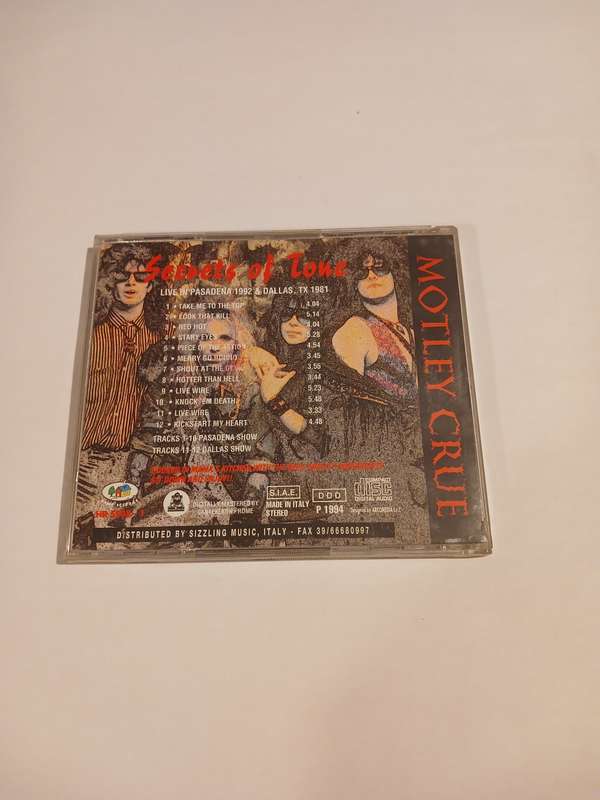 Secrets of Tour
LIVE IN PASADENA 1992 & DALLAS, TX 1981
1 • TAKE ME TO THE TOP 4.04
2 • LOOK THAT KILL 5.14
3 • RED HOT 4.04
4 • STARY EYES 5.28
5 • PIECE OF THE ACTION 4.54
6 • MERRY GO ROUND 3.45
7 • SHOUT AT THE DEVIL 3.55
8 • HOTTER THAN HELL 3.44
9 • LIVE WIRE 5.23
10 • KNOCK 'EM DEATH 5.48
11 • LIVE WIRE 3.33
12 • KICKSTART MY HEART 4.48
TRACKS 1-10 PASADENA SHOW
TRACKS 11-12 DALLAS SHOW
DIGITALLY MASTERED BY
S.I.A.E.
MADE IN ITALY
STEREO
DDD
P 1994
COMPACT
disc
DIGITAL AUDIO
DISTRIBUTED BY SIZZLING MUSIC, ITALY - FAX 39/66680997
MOTLEY CRUE